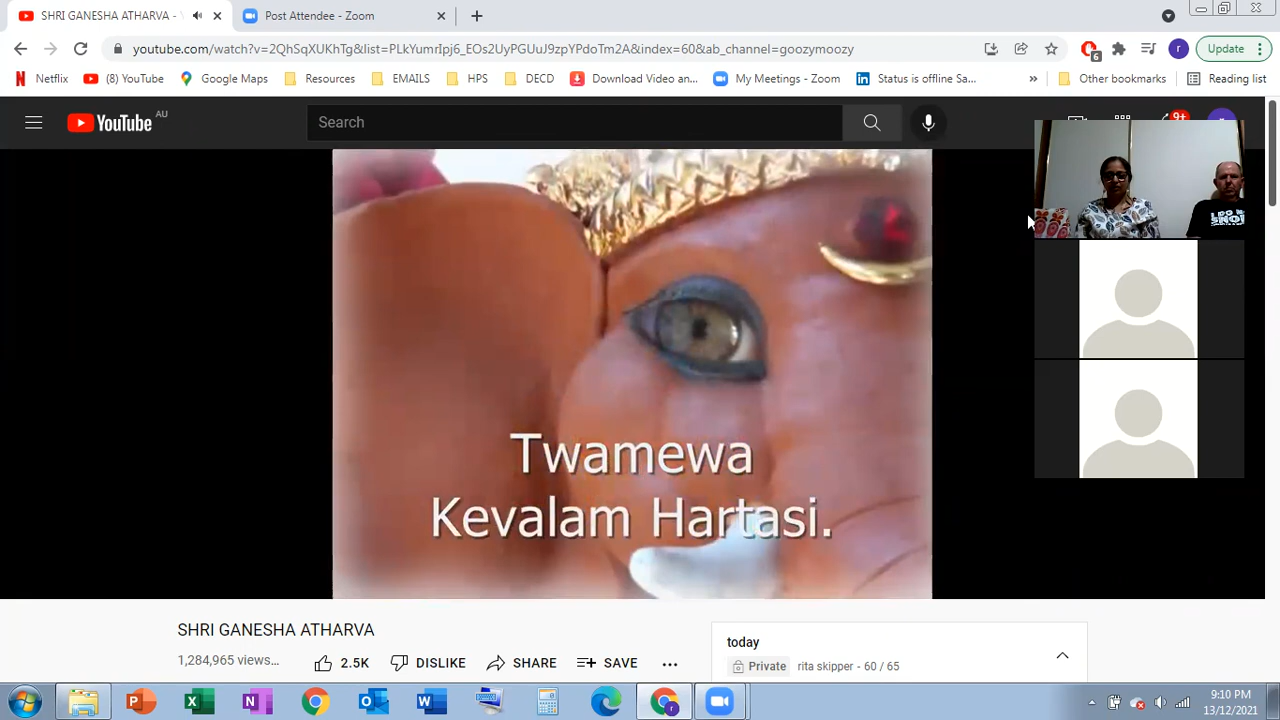 SHRI GANESHA ATHARVA -
Post Attendee - Zoom
youtube.com/watch?v=2QhSqXUKhTg&list=PLkYumrIpj6_EOs2UyPGUuJ9zpYPdoTm2A&index=60&ab_channel=goozymoozy
6
r
Update
Netflix
(8) YouTube
Google Maps
Resources
EMAILS
HPS
DECD
Download Video an...
My Meetings - Zoom
Status is offline Sa...
»
Other bookmarks
Reading list
YouTube AU
Search
9+
Twamewa
Kevalam Hartasi.
SHRI GANESHA ATHARVA
1,284,965 views...
2.5K
DISLIKE
SHARE
SAVE
...
today
Private
rita skipper - 60 / 65
9:10 PM
13/12/2021